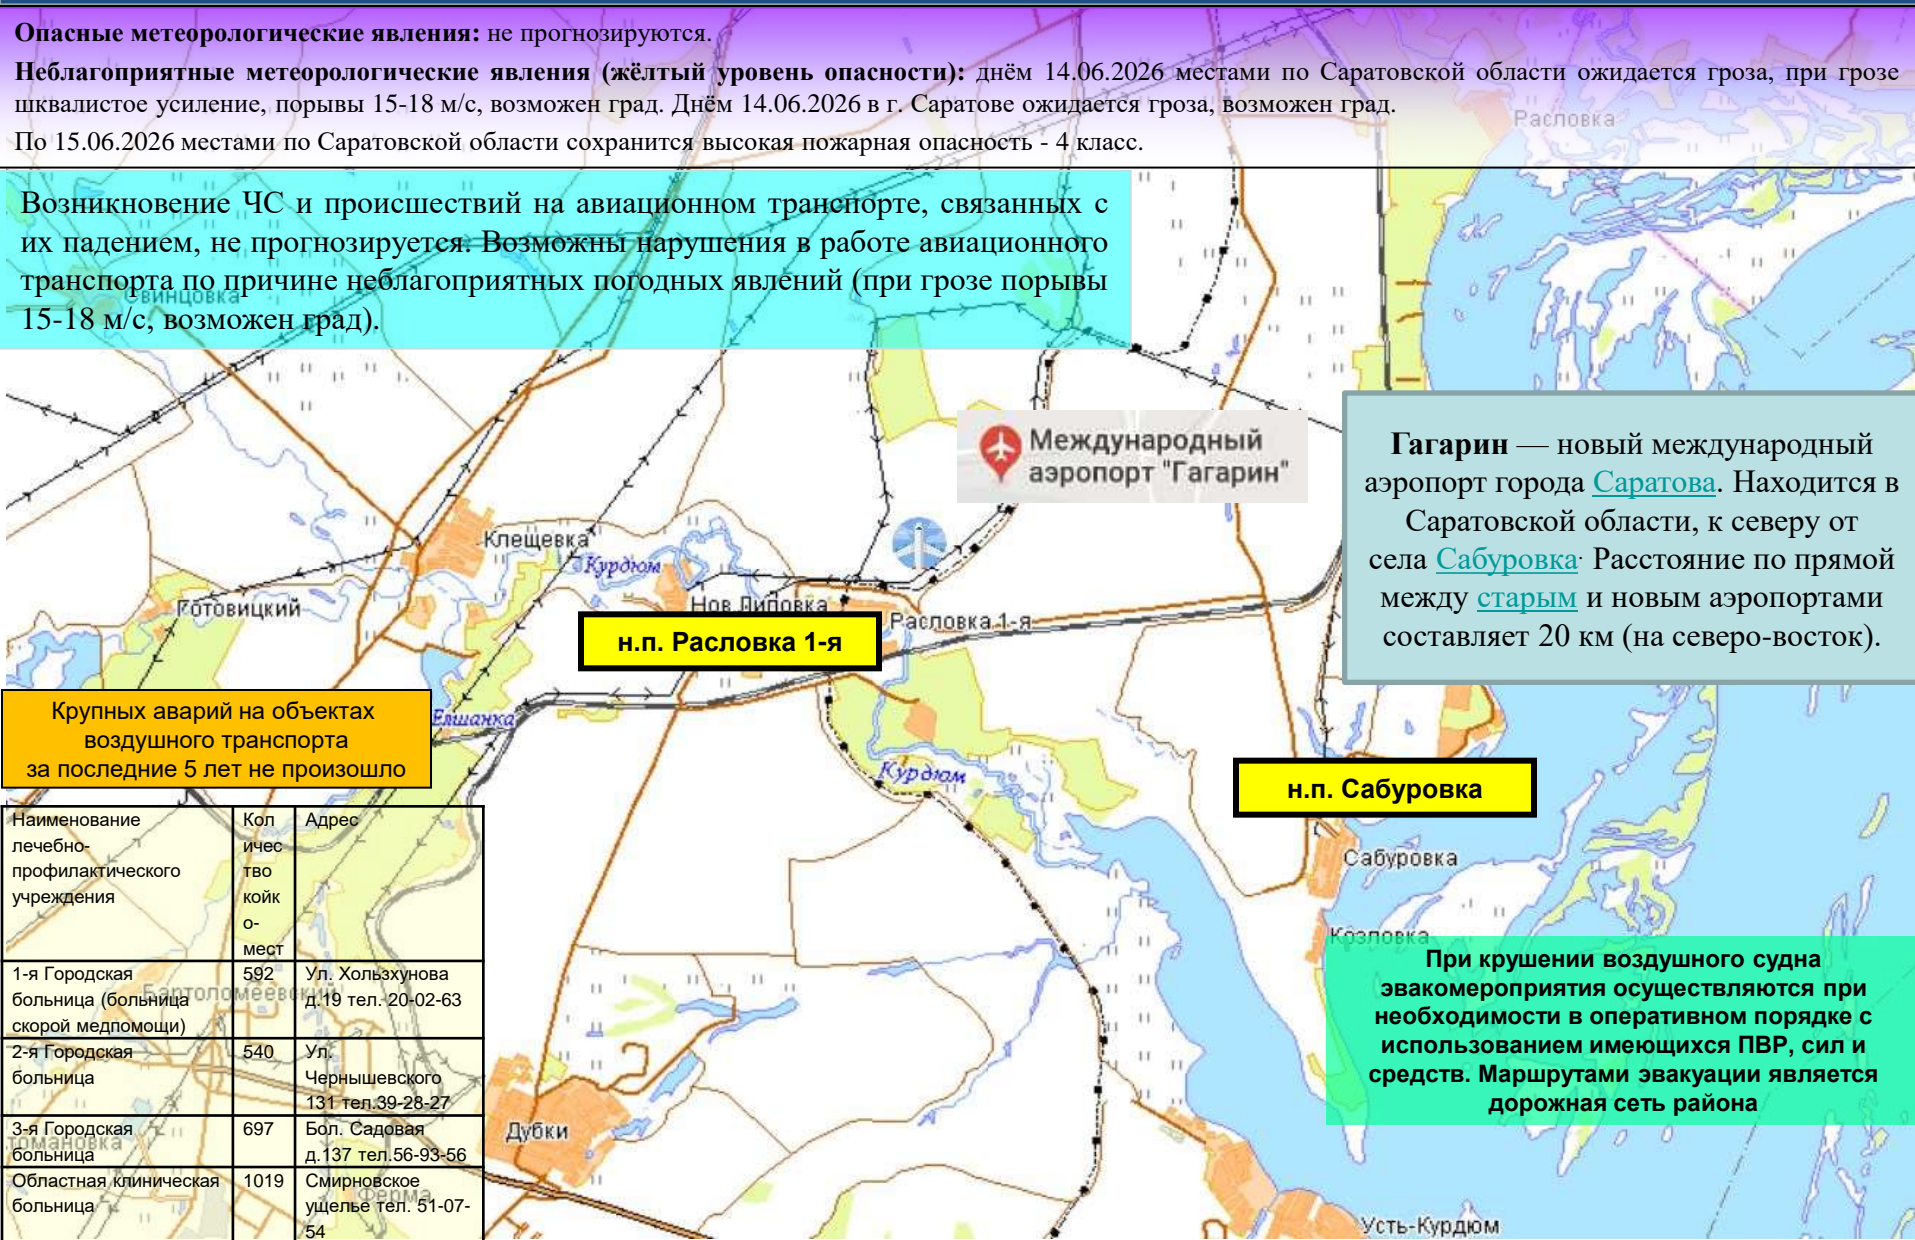 Опасные метеорологические явления: не прогнозируются.
Неблагоприятные метеорологические явления (жёлтый уровень опасности): днём 14.06.2026 местами по Саратовской области ожидается гроза, при грозе
шквалистое усиление, порывы 15-18 м/с, возможен град. Днём 14.06.2026 в г. Саратове ожидается гроза, возможен град.
По 15.06.2026 местами по Саратовской области сохранится высокая пожарная опасность - 4 класс.
Расловка
Возникновение ЧС и происшествий на авиационном транспорте, связанных с
их падением, не прогнозируется. Возможны нарушения в работе авиационного
транспорта по причине неблагоприятных погодных явлений (при грозе порывы
15-18 м/с, возможен град).
Свинцовка
Международный
аэропорт "Гагарин"
Гагарин — новый международный
аэропорт города Саратова. Находится в
Саратовской области, к северу от
села Сабуровка. Расстояние по прямой
между старым и новым аэропортами
составляет 20 км (на северо-восток).
Клещевка
Курдюм
Готовицкий
Нов.Липовка
Расловка 1-я
н.п. Расловка 1-я
Елшанка
Крупных аварий на объектах
воздушного транспорта
за последние 5 лет не произошло
Курдюм
н.п. Сабуровка
Сабуровка
Козловка
При крушении воздушного судна
эвакомероприятия осуществляются при
необходимости в оперативном порядке с
использованием имеющихся ПВР, сил и
средств. Маршрутами эвакуации является
дорожная сеть района
Наименование
лечебно-
профилактического
учреждения
Кол
ичес
тво
койк
о-
мест
Адрес
1-я Городская
больница (больница
скорой медпомощи)
592
Ул. Хользхунова
д.19 тел. 20-02-63
Бартоломеевский
2-я Городская
больница
540
Ул.
Чернышевского
131 тел.39-28-27
3-я Городская
больница
697
Бол. Садовая
д.137 тел.56-93-56
томановка
Областная клиническая
больница
1019
Смирновское
ущелье тел. 51-07-
54
Ферма
Дубки
Усть-Курдюм